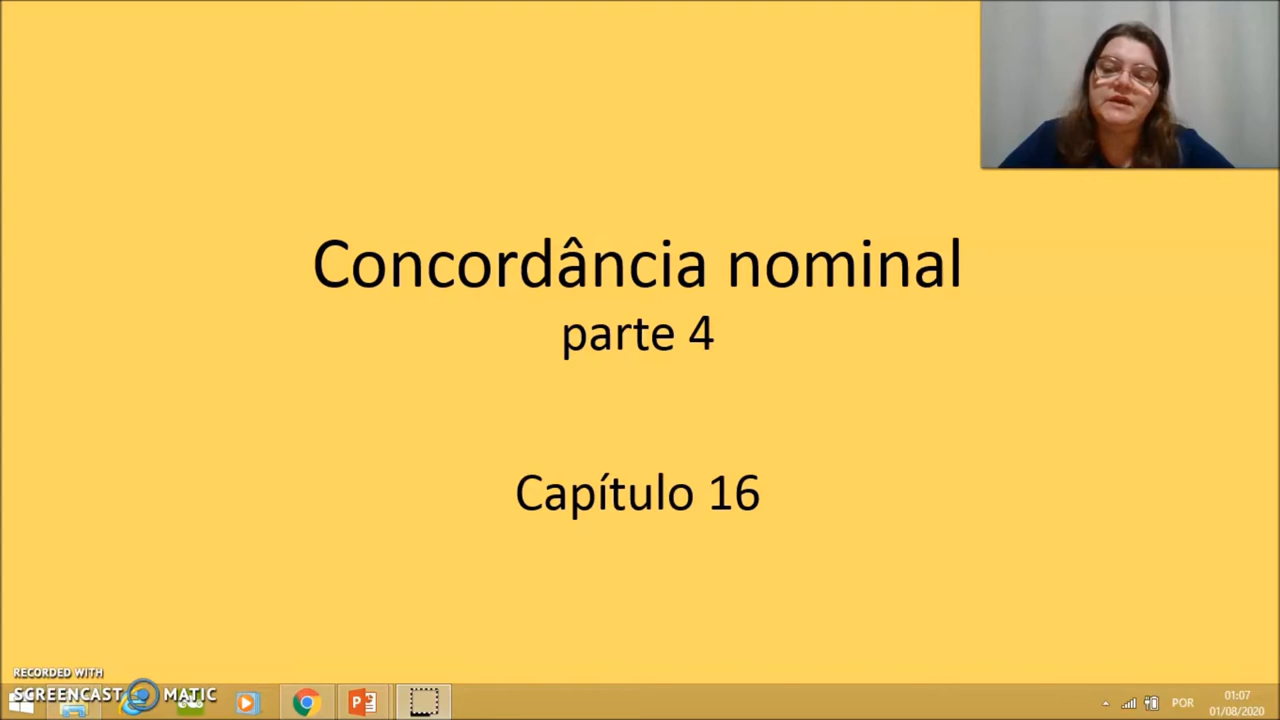 Concordância nominal
parte 4
Capítulo 16
RECORDED WITH
SCREENCAST MATIC
POR
01:07
01/08/2020